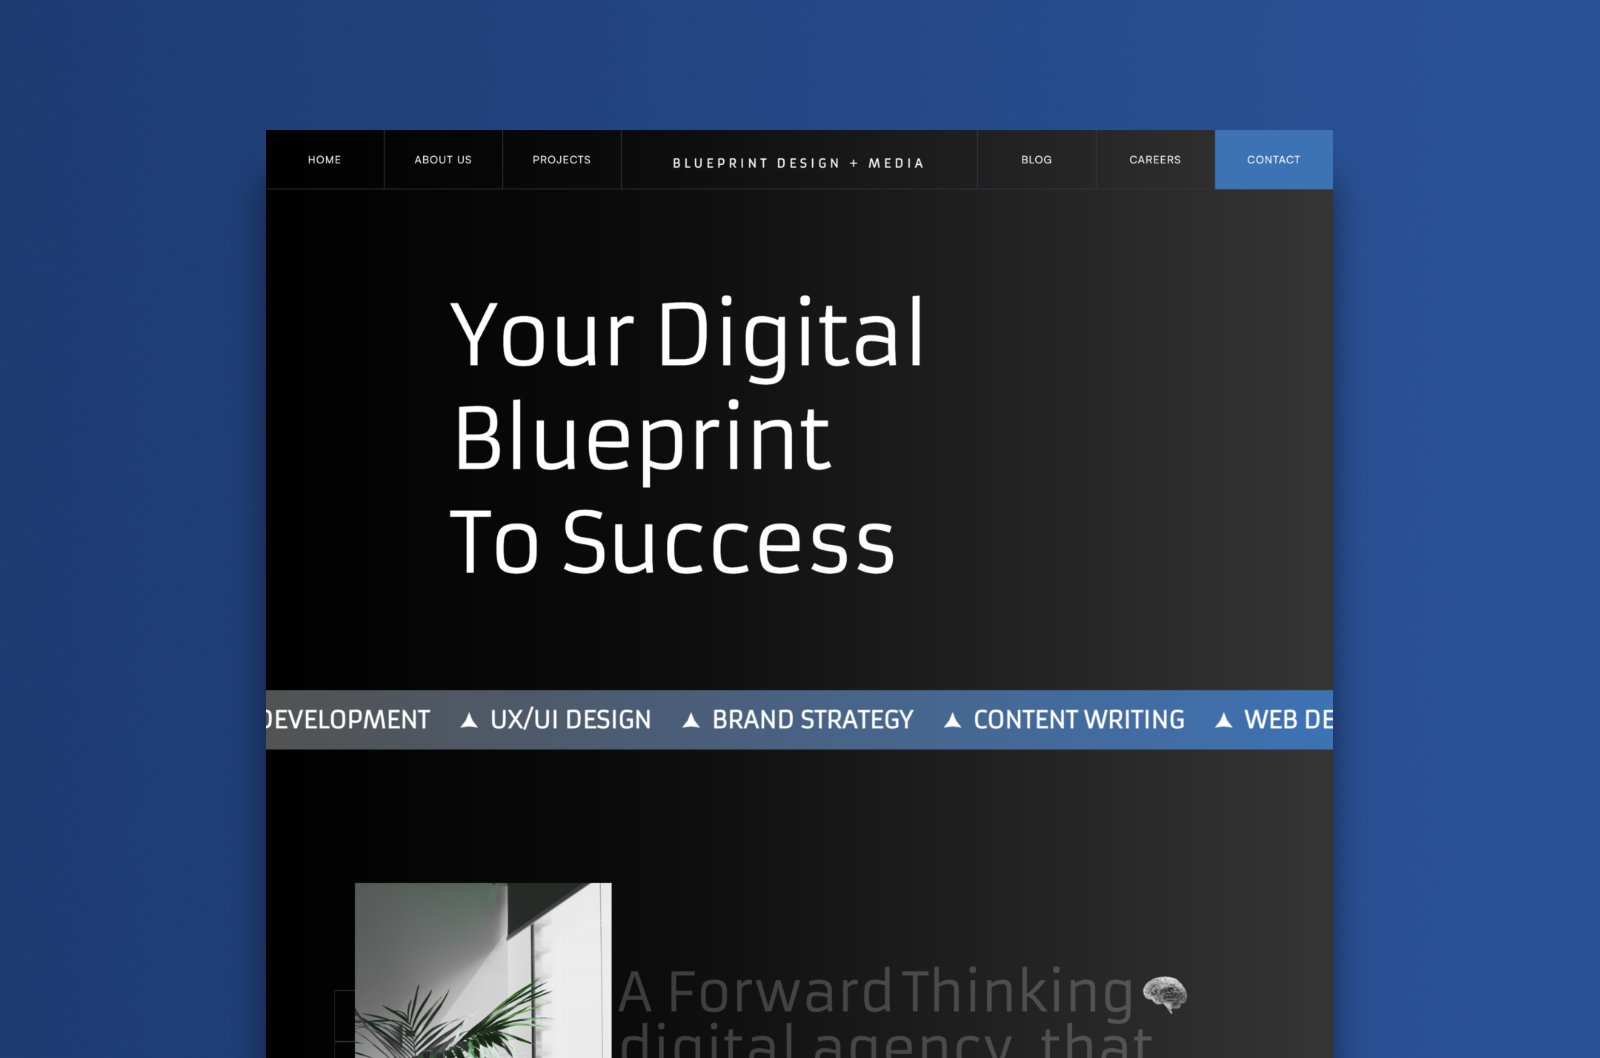 HOME ABOUT US PROJECTS BLUEPRINT DESIGN + MEDIA BLOG CAREERS CONTACT
Your Digital
Blueprint
To Success
DEVELOPMENT UX/UI DESIGN BRAND STRATEGY CONTENT WRITING WEB DE
A Forward Thinking
digital agency, that